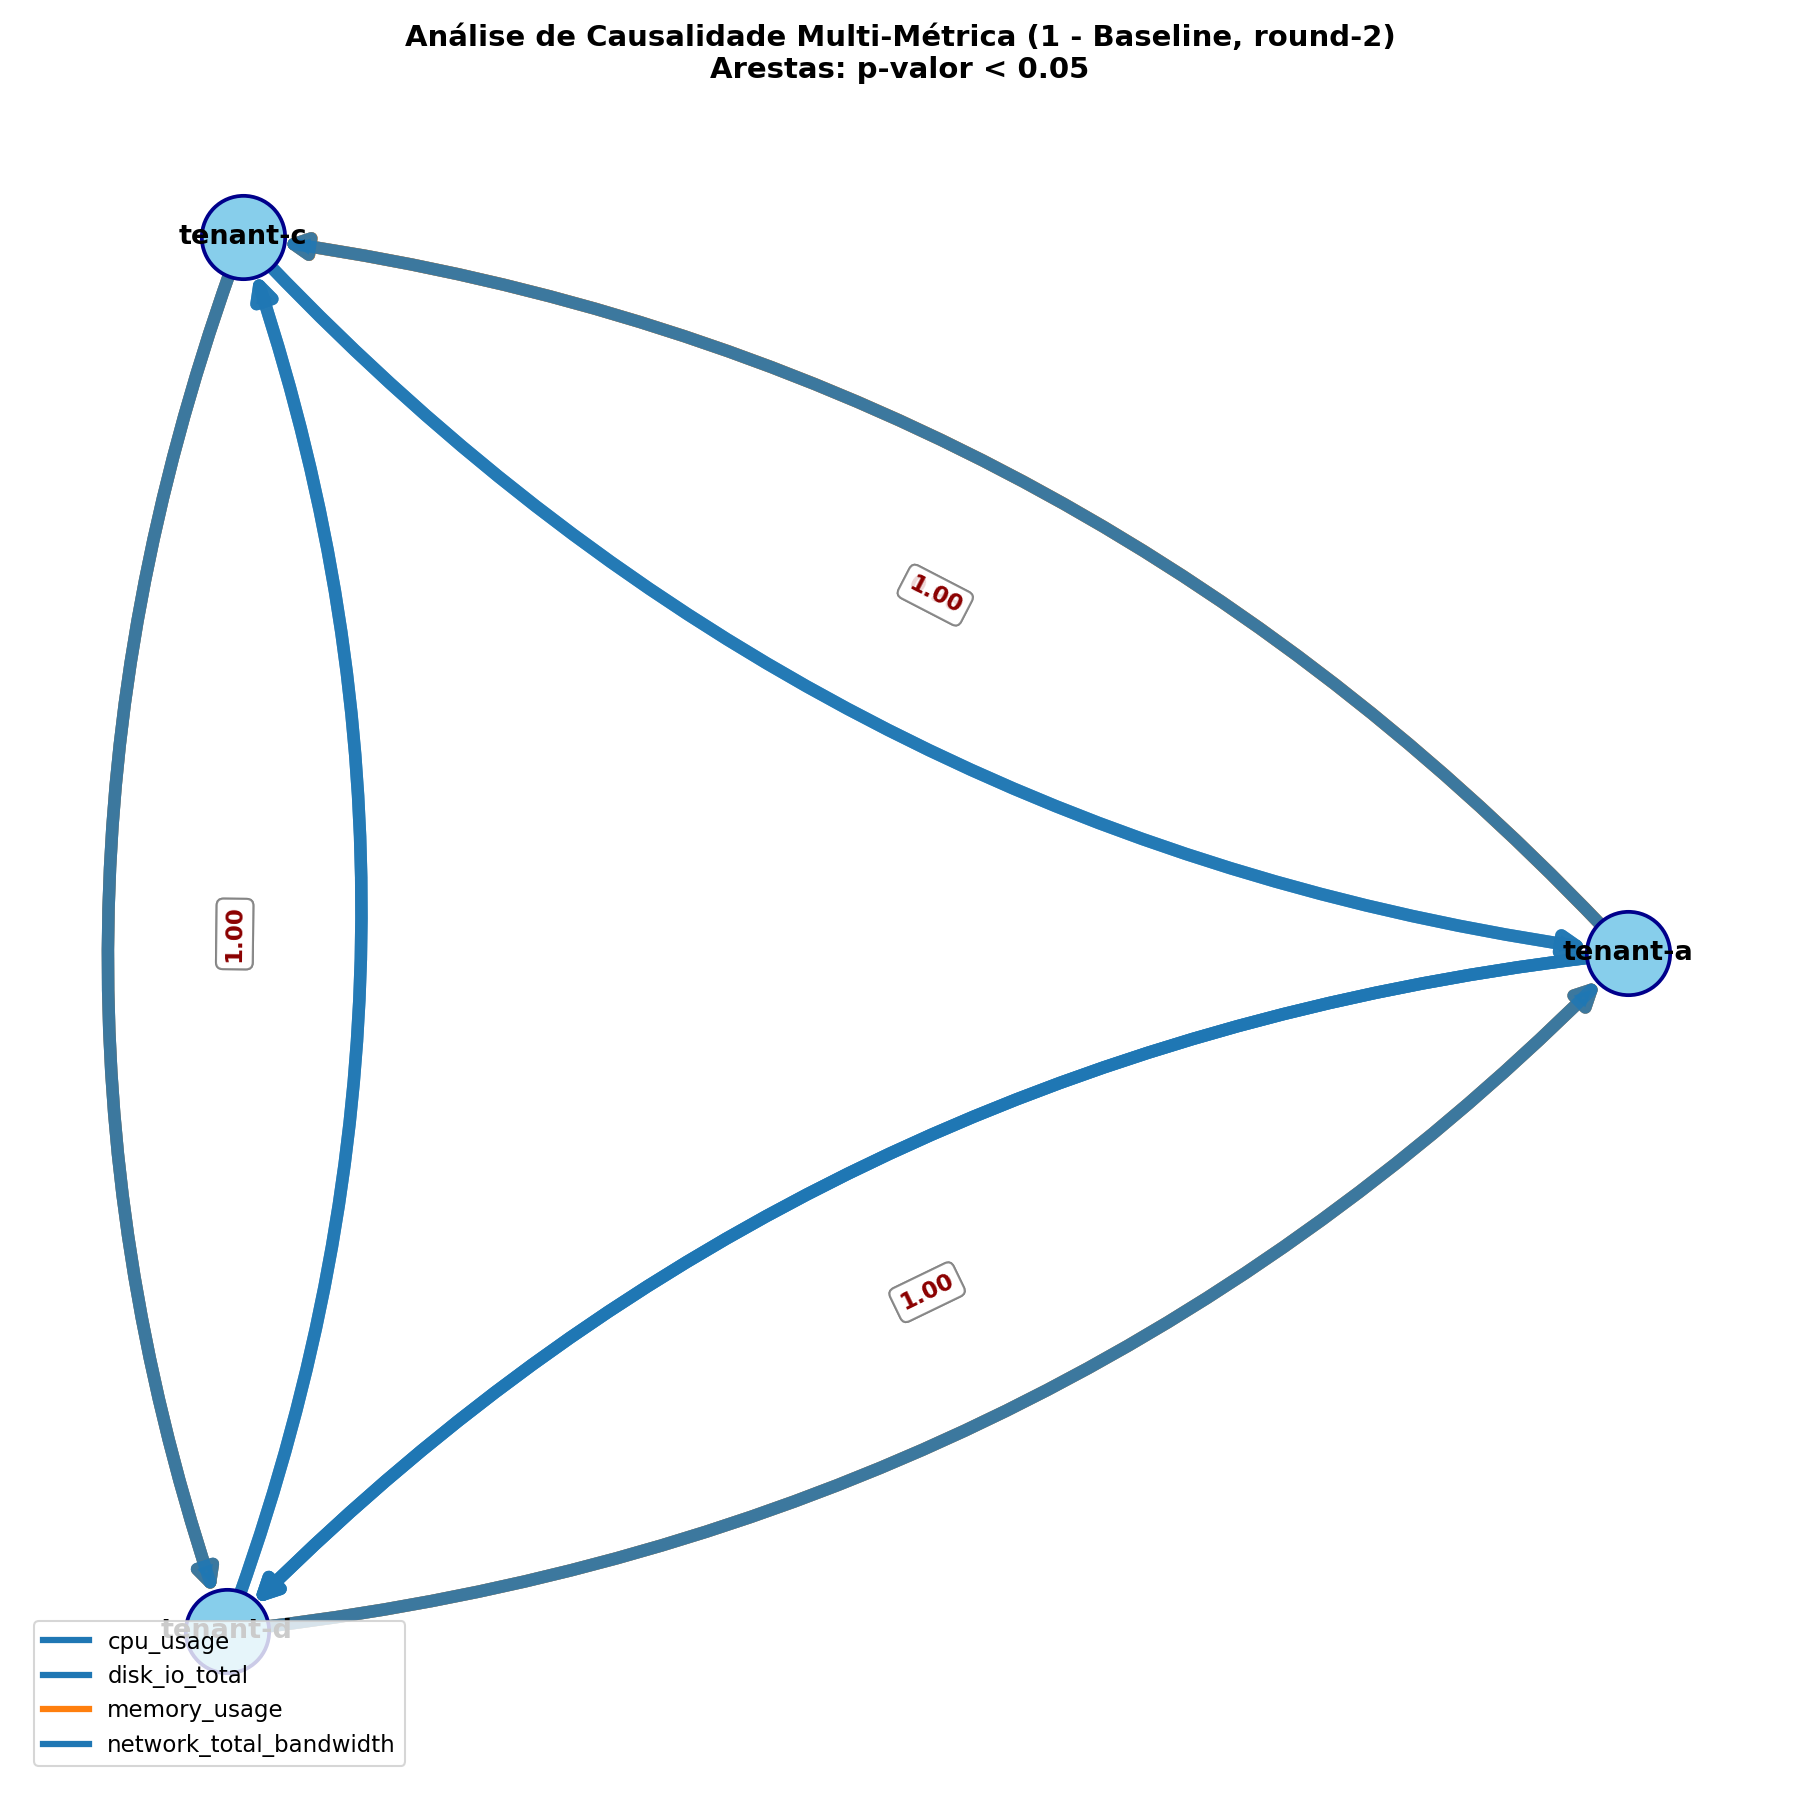 Análise de Causalidade Multi-Métrica (1 - Baseline, round-2)
Arestas: p-valor < 0.05
tenant-c
1.00
1.00
tenant-a
1.00
tenant-d
cpu_usage
disk_io_total
memory_usage
network_total_bandwidth